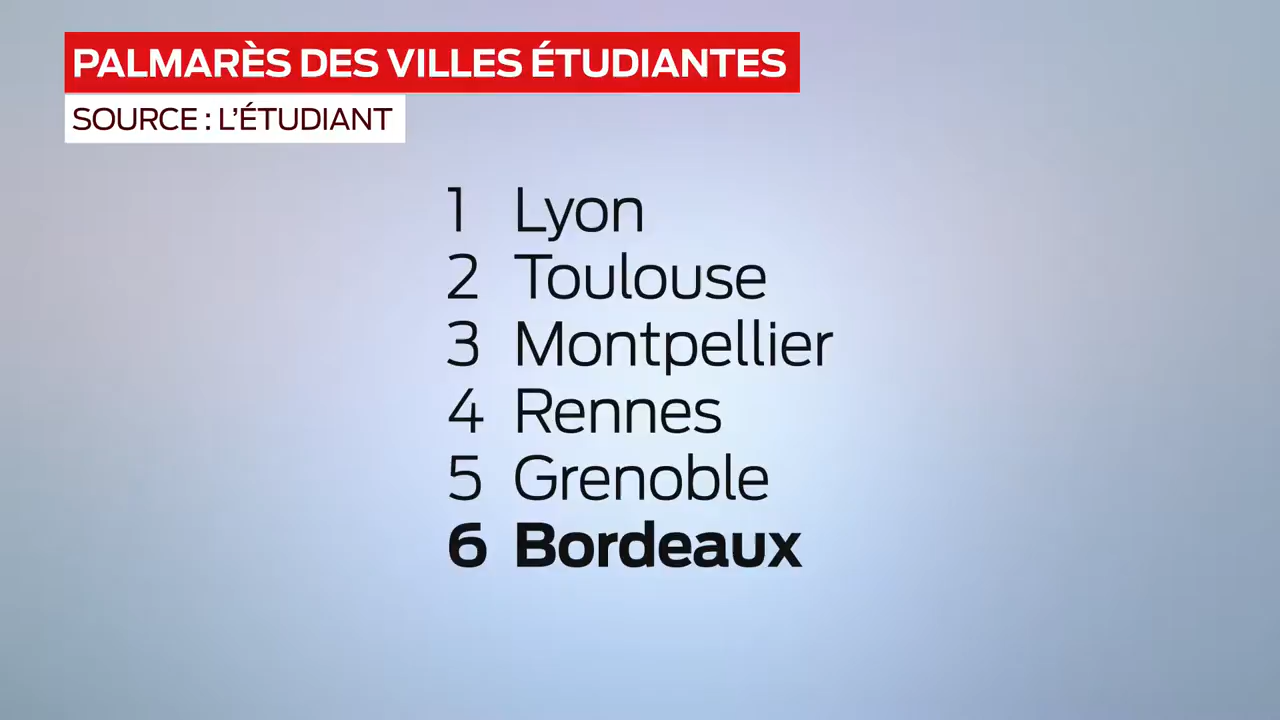 PALMARÈS DES VILLES ÉTUDIANTES
SOURCE : L'ÉTUDIANT
1 Lyon
2 Toulouse
3 Montpellier
4 Rennes
5 Grenoble
6 Bordeaux